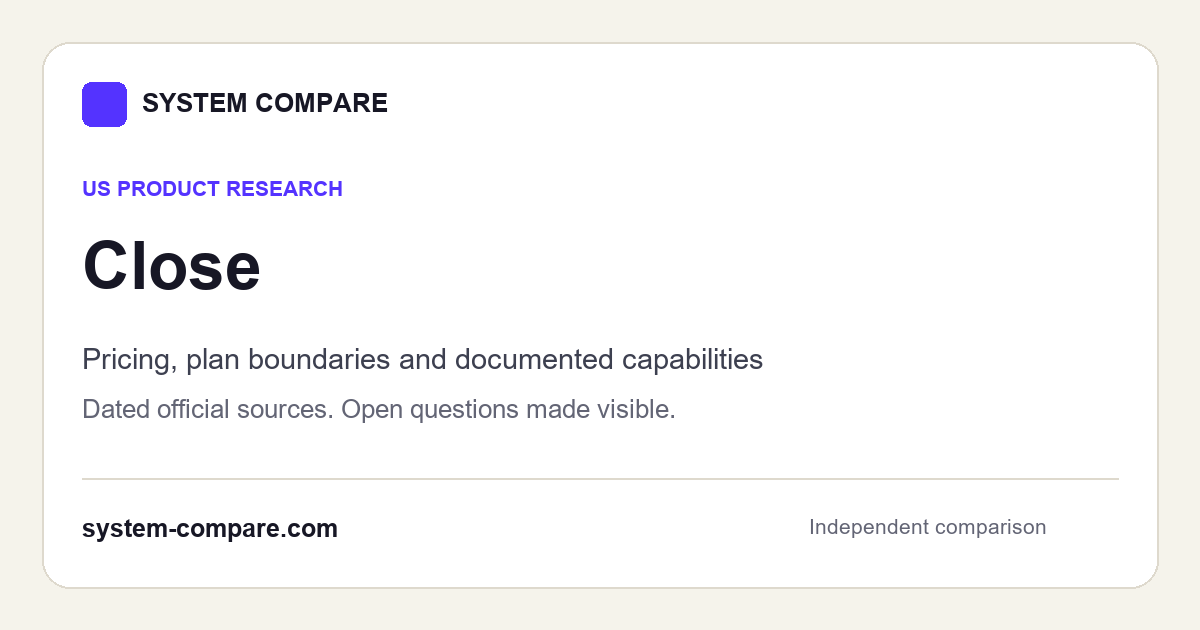 SYSTEM COMPARE
US PRODUCT RESEARCH
Close
Pricing, plan boundaries and documented capabilities
Dated official sources. Open questions made visible.
system-compare.com
Independent comparison